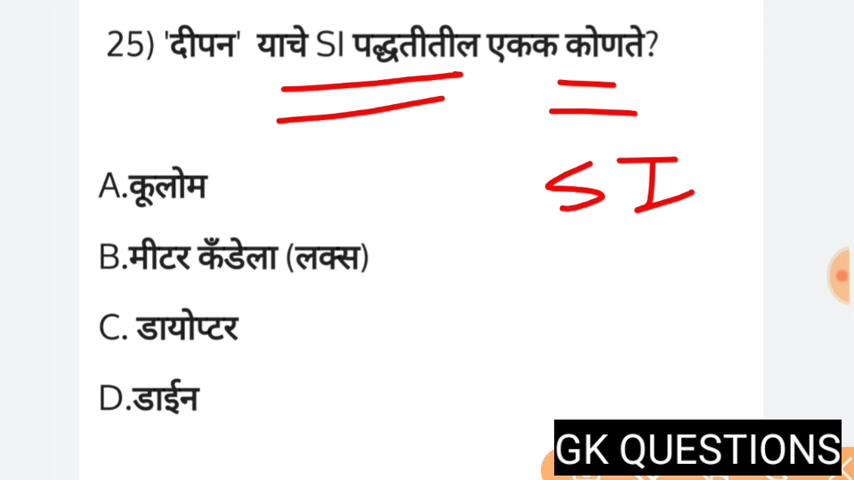 25) 'दीपन' याचे SI पद्धतीतील एकक कोणते?
SI
A.कूलोम
B.मीटर कँडेला (लक्स)
C. डायोप्टर
D.डाईन
GK QUESTIONS